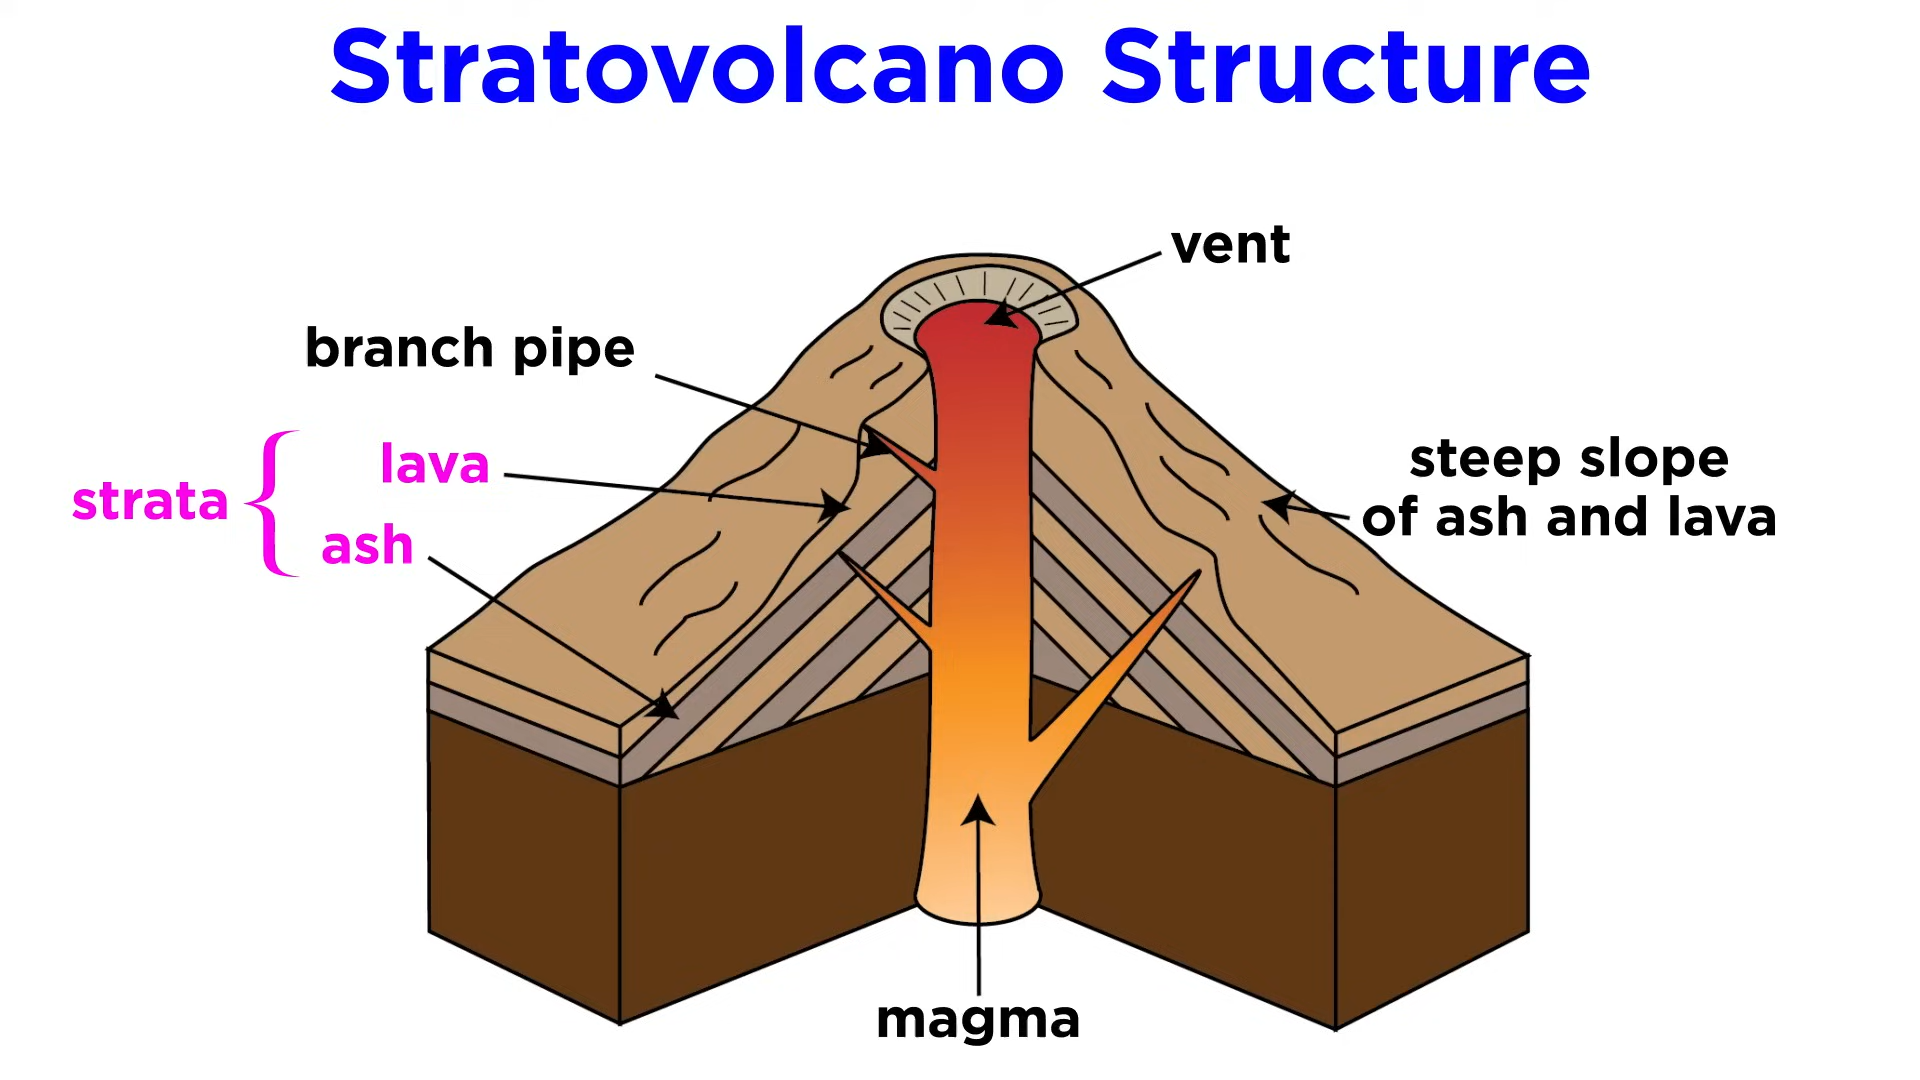 Stratovolcano Structure
vent
branch pipe
lava
strata
ash
steep slope
of ash and lava
magma